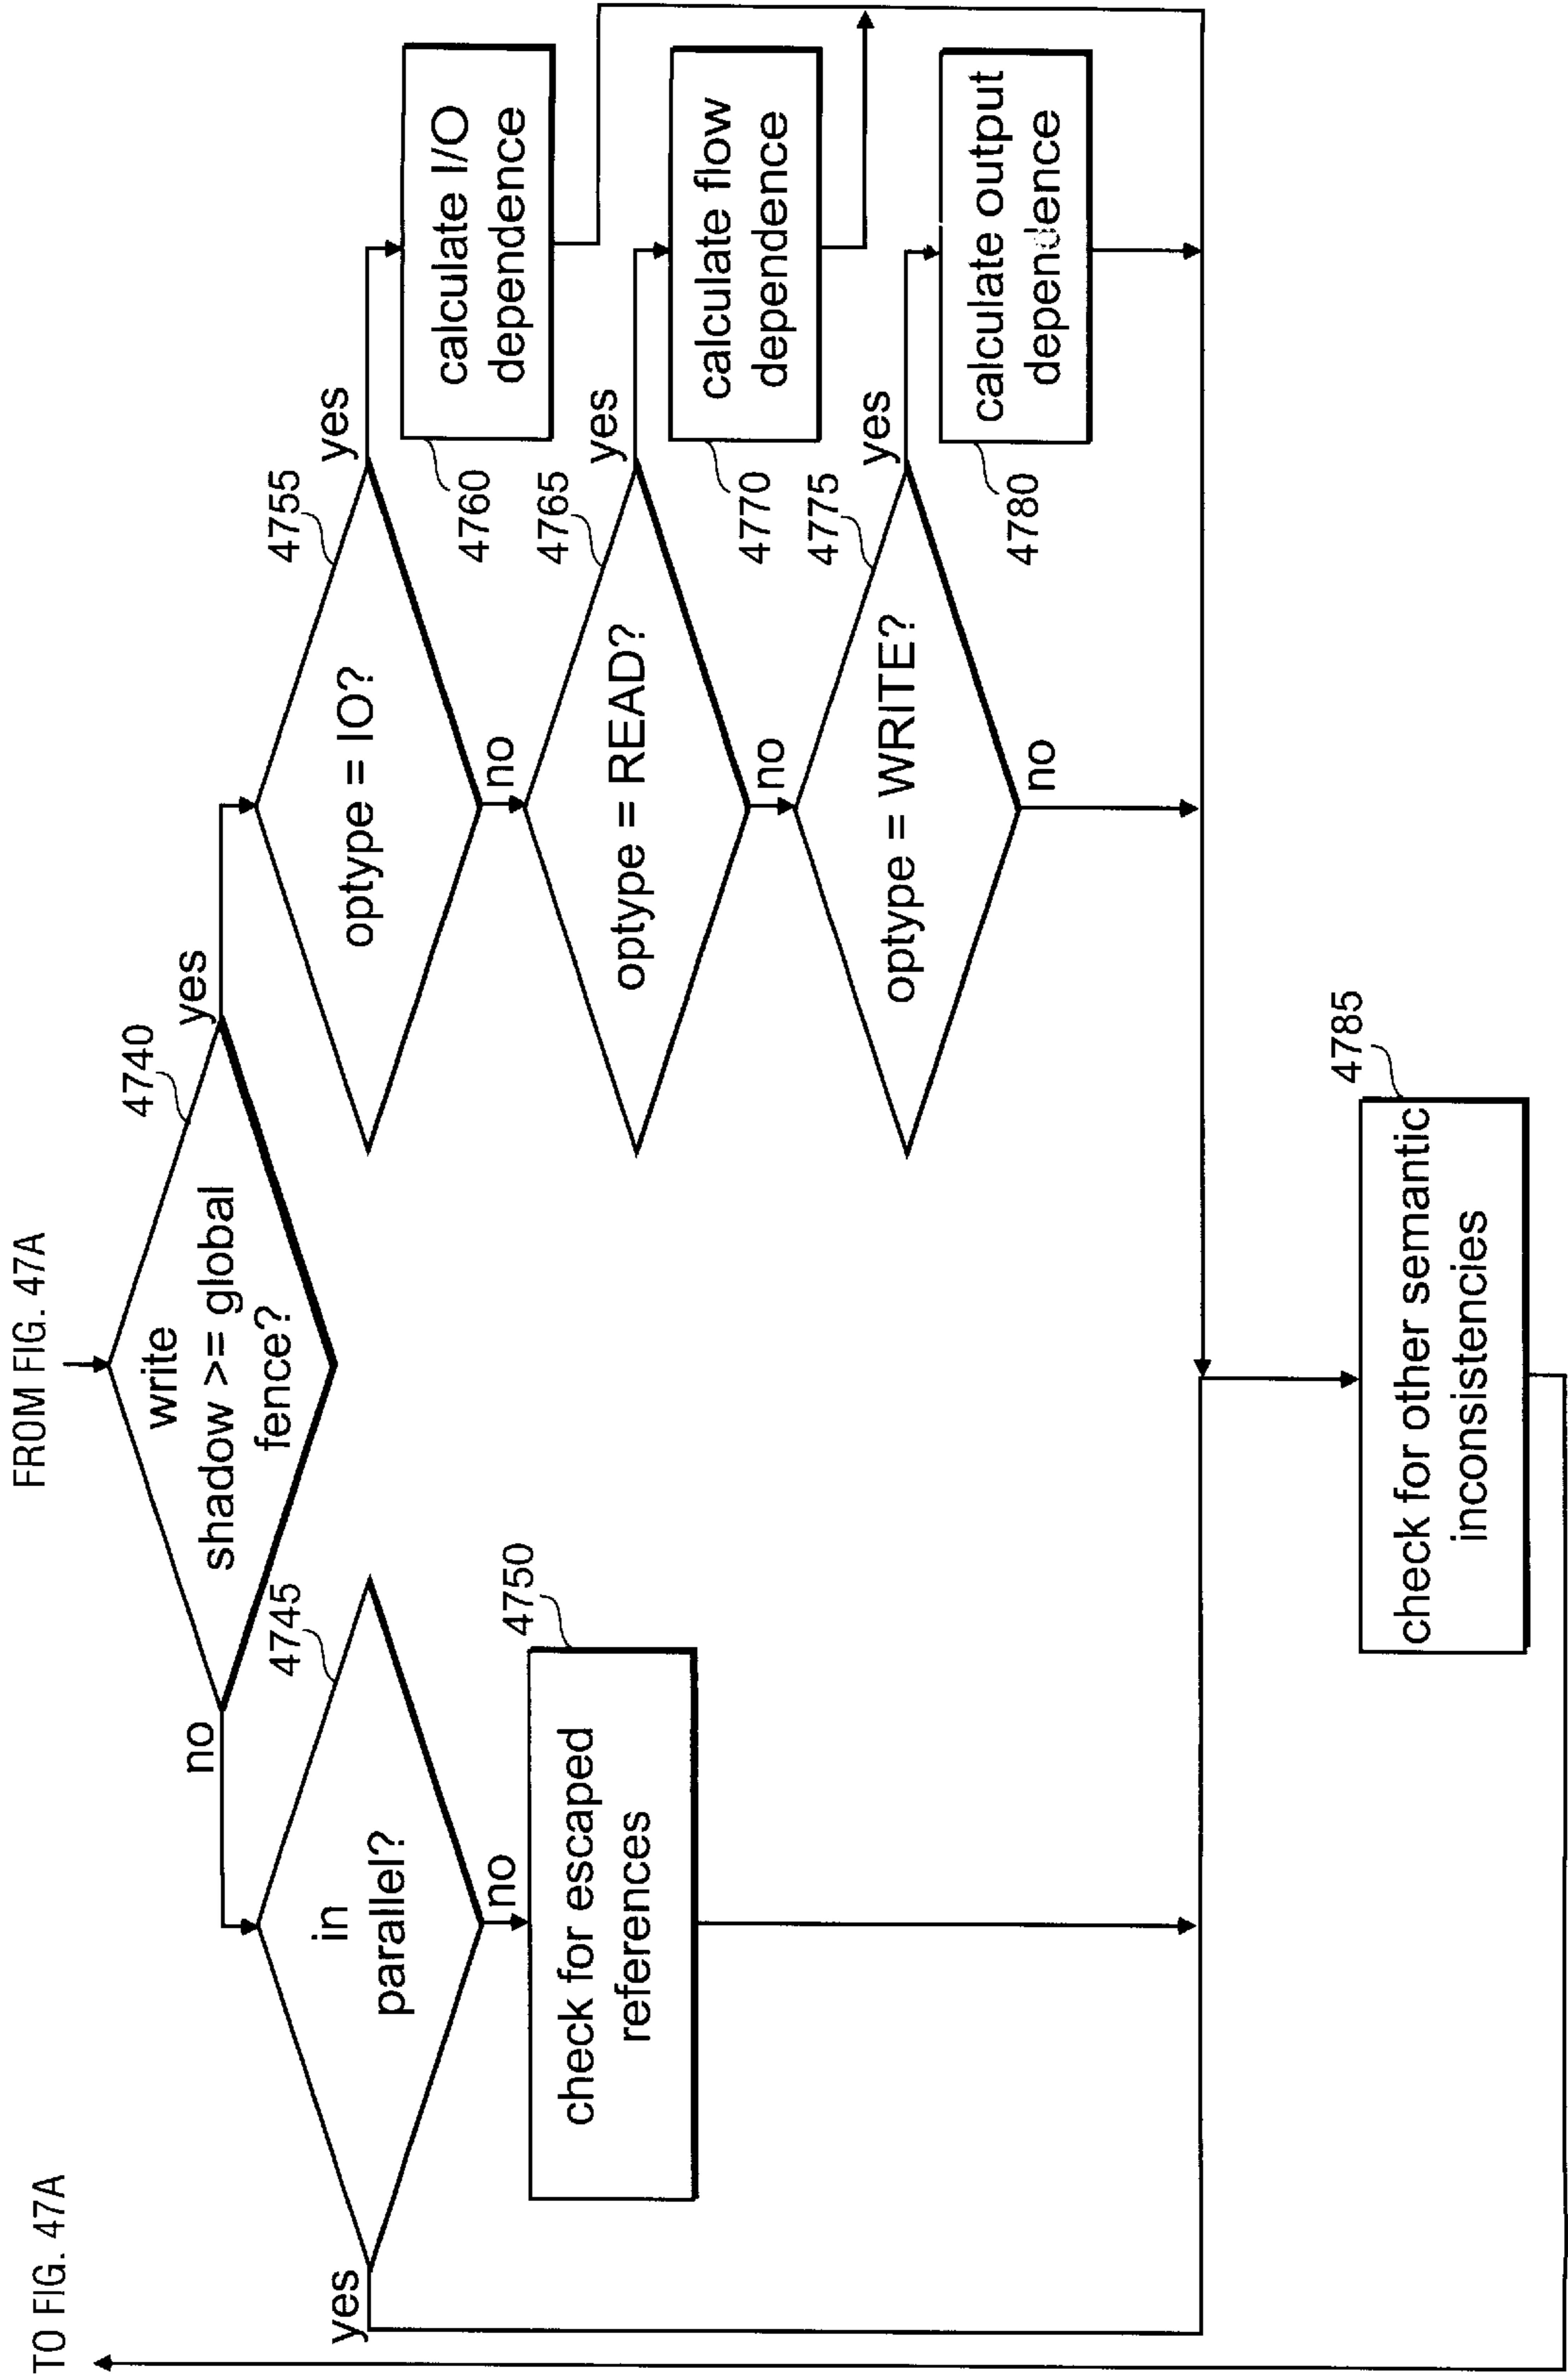 TO FIG. 47A
FROM FIG. 47A
4740
write
shadow >= global
fence?
no
yes
4745
in
parallel?
yes
no
4750
check for escaped
references
4755
optype = IO?
yes
no
4760
calculate I/O
dependence
4765
optype = READ?
yes
no
4770
calculate flow
dependence
4775
optype = WRITE?
yes
no
4780
calculate output
dependence
4785
check for other semantic
inconsistencies